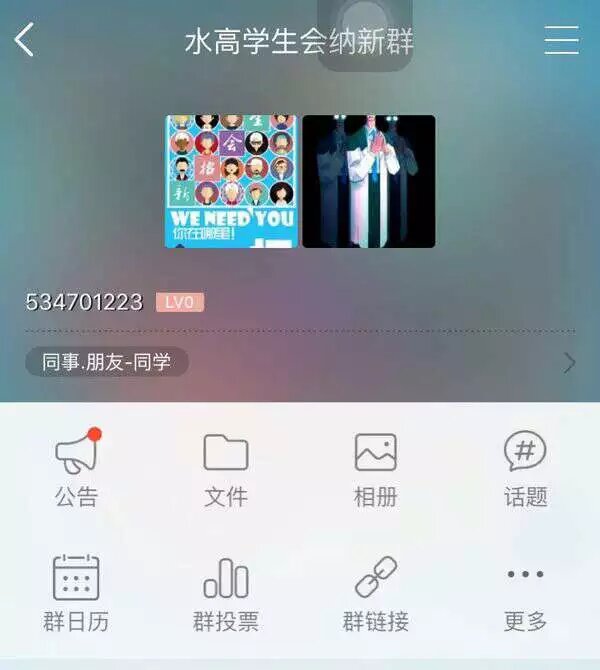 水高学生会纳新群
生
会
招
新
WE NEED YOU
你在哪里!
534701223 LV0
同事.朋友-同学
公告 文件 相册 话题
群日历 群投票 群链接 更多